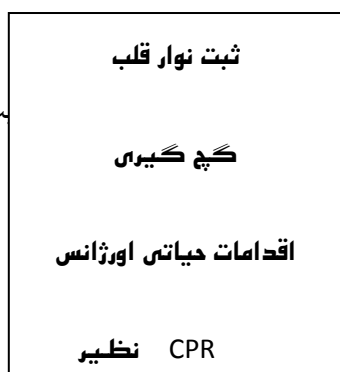 ثبت نوار قلب
گچ گیری
اقدامات حیاتی اورژانس
نظیر CPR